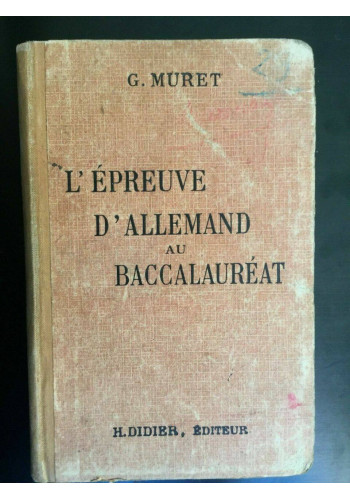 G. MURET
L'ÉPREUVE
D'ALLEMAND
AU
BACCALAURÉAT
H. DIDIER, ÉDITEUR